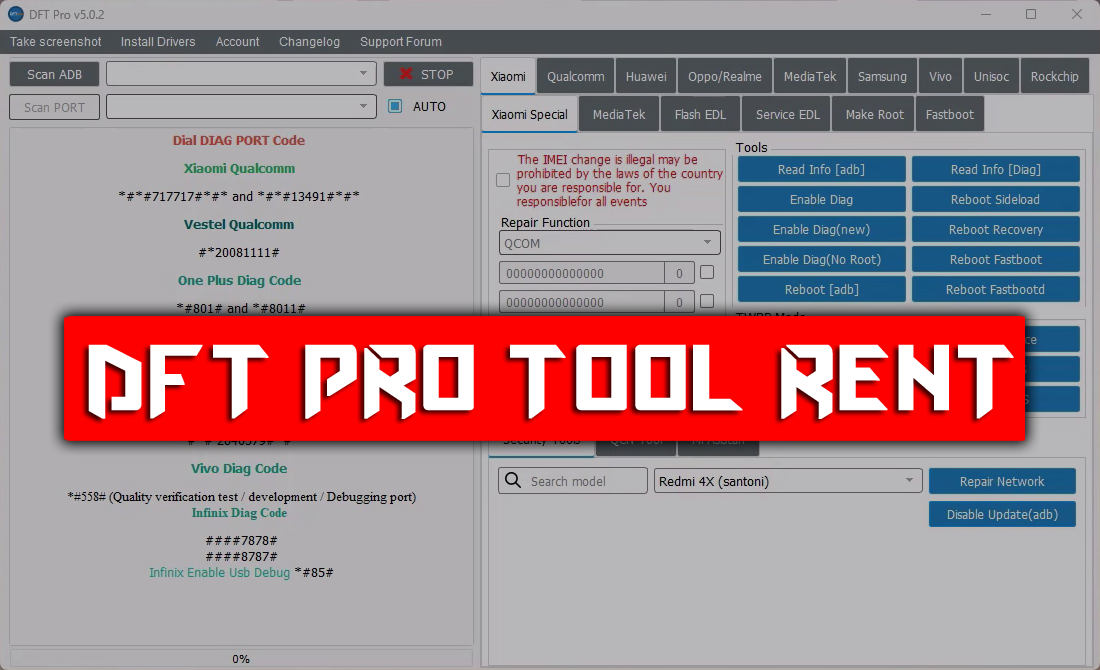 DFT Pro v5.0.2
Take screenshot Install Drivers Account Changelog Support Forum
Scan ADB STOP
Scan PORT AUTO
Dial DIAG PORT Code
Xiaomi Qualcomm
*#*#717717#*#* and *#*#13491#*#*
Vestel Qualcomm
#*20081111#
One Plus Diag Code
*#801# and *#8011#
Vivo Diag Code
*#558# (Quality verification test / development / Debugging port)
Infinix Diag Code
####7878#
####8787#
Infinix Enable Usb Debug *#85#
0%
Xiaomi Qualcomm Huawei Oppo/Realme MediaTek Samsung Vivo Unisoc Rockchip
Xiaomi Special MediaTek Flash EDL Service EDL Make Root Fastboot
The IMEI change is illegal may be
prohibited by the laws of the country
you are responsible for. You
responsiblefor all events
Repair Function
QCOM
00000000000000 0
00000000000000 0
Tools
Read Info [adb] Read Info [Diag]
Enable Diag Reboot Sideload
Enable Diag(new) Reboot Recovery
Enable Diag(No Root) Reboot Fastboot
Reboot [adb] Reboot Fastbootd
DFT PRO TOOL RENT
Security Tools
Search model Redmi 4X (santoni) Repair Network
Disable Update(adb)